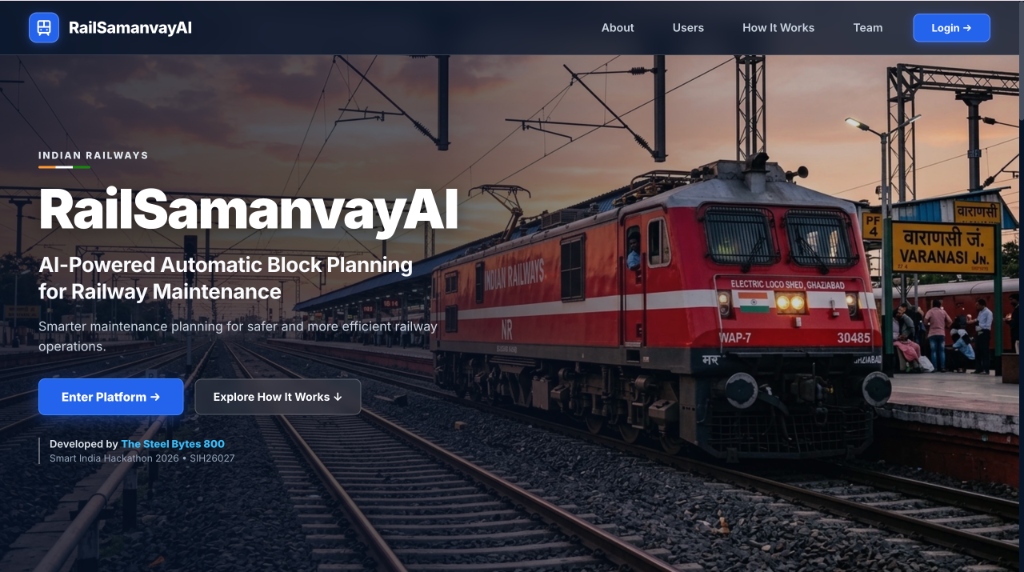 RailSamanvayAI
About
Users
How It Works
Team
Login →
INDIAN RAILWAYS
RailSamanvayAI
AI-Powered Automatic Block Planning
for Railway Maintenance
Smarter maintenance planning for safer and more efficient railway
operations.
Enter Platform →
Explore How It Works ↓
Developed by The Steel Bytes 800
Smart India Hackathon 2026 • SIH26027
INDIAN RAILWAYS
NR
ELECTRIC LOCO SHED, GHAZIABAD
WAP-7
30485
PF
4
वाराणसी
वाराणसी जं.
VARANASI JN.